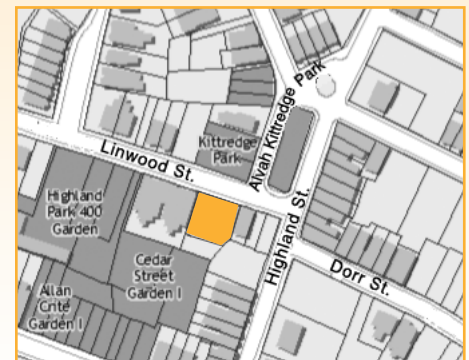 Alvah Kittredge Park
Kittredge
Park
Linwood St.
Highland
Park 400
Garden
Highland St.
Cedar
Street
Garden I
Dorr St.
Allan
Crite
Garden I